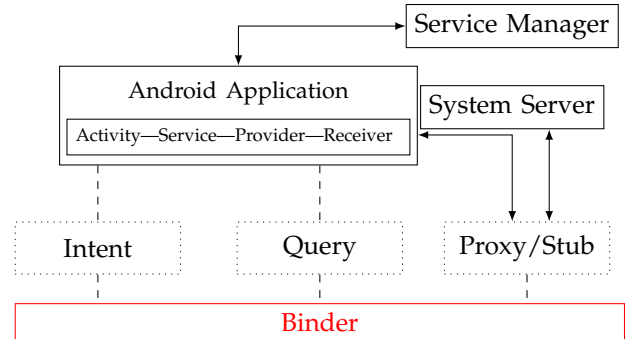 Service Manager
Android Application
System Server
Activity—Service—Provider—Receiver
Intent
Query
Proxy/Stub
Binder